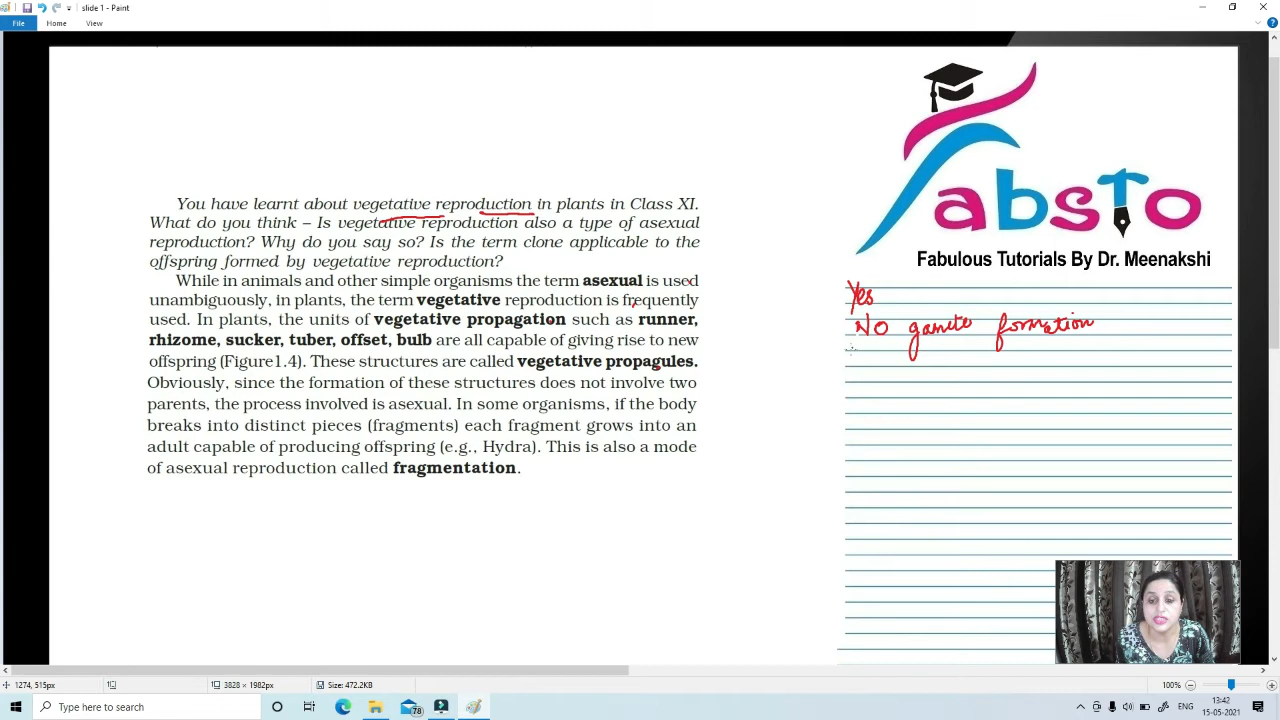 slide 1 - Paint
File Home View
You have learnt about vegetative reproduction in plants in Class XI.
What do you think – Is vegetative reproduction also a type of asexual
reproduction? Why do you say so? Is the term clone applicable to the
offspring formed by vegetative reproduction?
While in animals and other simple organisms the term asexual is used
unambiguously, in plants, the term vegetative reproduction is frequently
used. In plants, the units of vegetative propagation such as runner,
rhizome, sucker, tuber, offset, bulb are all capable of giving rise to new
offspring (Figure1.4). These structures are called vegetative propagules.
Obviously, since the formation of these structures does not involve two
parents, the process involved is asexual. In some organisms, if the body
breaks into distinct pieces (fragments) each fragment grows into an
adult capable of producing offspring (e.g., Hydra). This is also a mode
of asexual reproduction called fragmentation.
absto
Fabulous Tutorials By Dr. Meenakshi
Yes
No gamete formation
1274, 515px 3828 × 1982px Size: 472.2KB 100%
Type here to search 78 ENG 13:42
15-05-2021